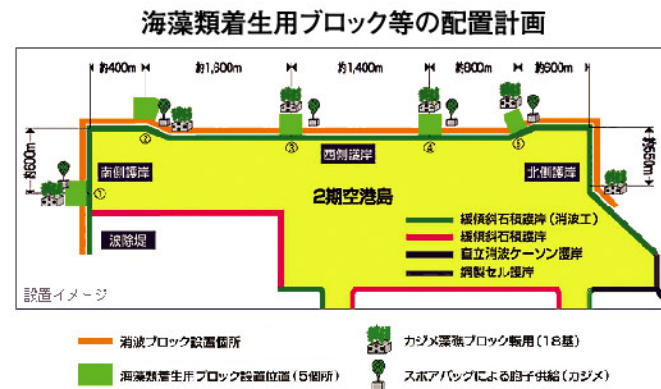 海藻類着生用ブロック等の配置計画
約400m
約1,600m
約1,400m
約800m
約600m
約600m
約550m
①
②
③
④
⑤
南側護岸
西側護岸
北側護岸
2期空港島
波除堤
緩傾斜石積護岸(消波工)
緩傾斜石積護岸
直立消波ケーソン護岸
鋼製セル護岸
設置イメージ
消波ブロック設置個所
カジメ藻礁ブロック転用(18基)
海藻類着生用ブロック設置位置(5個所)
スポアバッグによる胞子供給(カジメ)